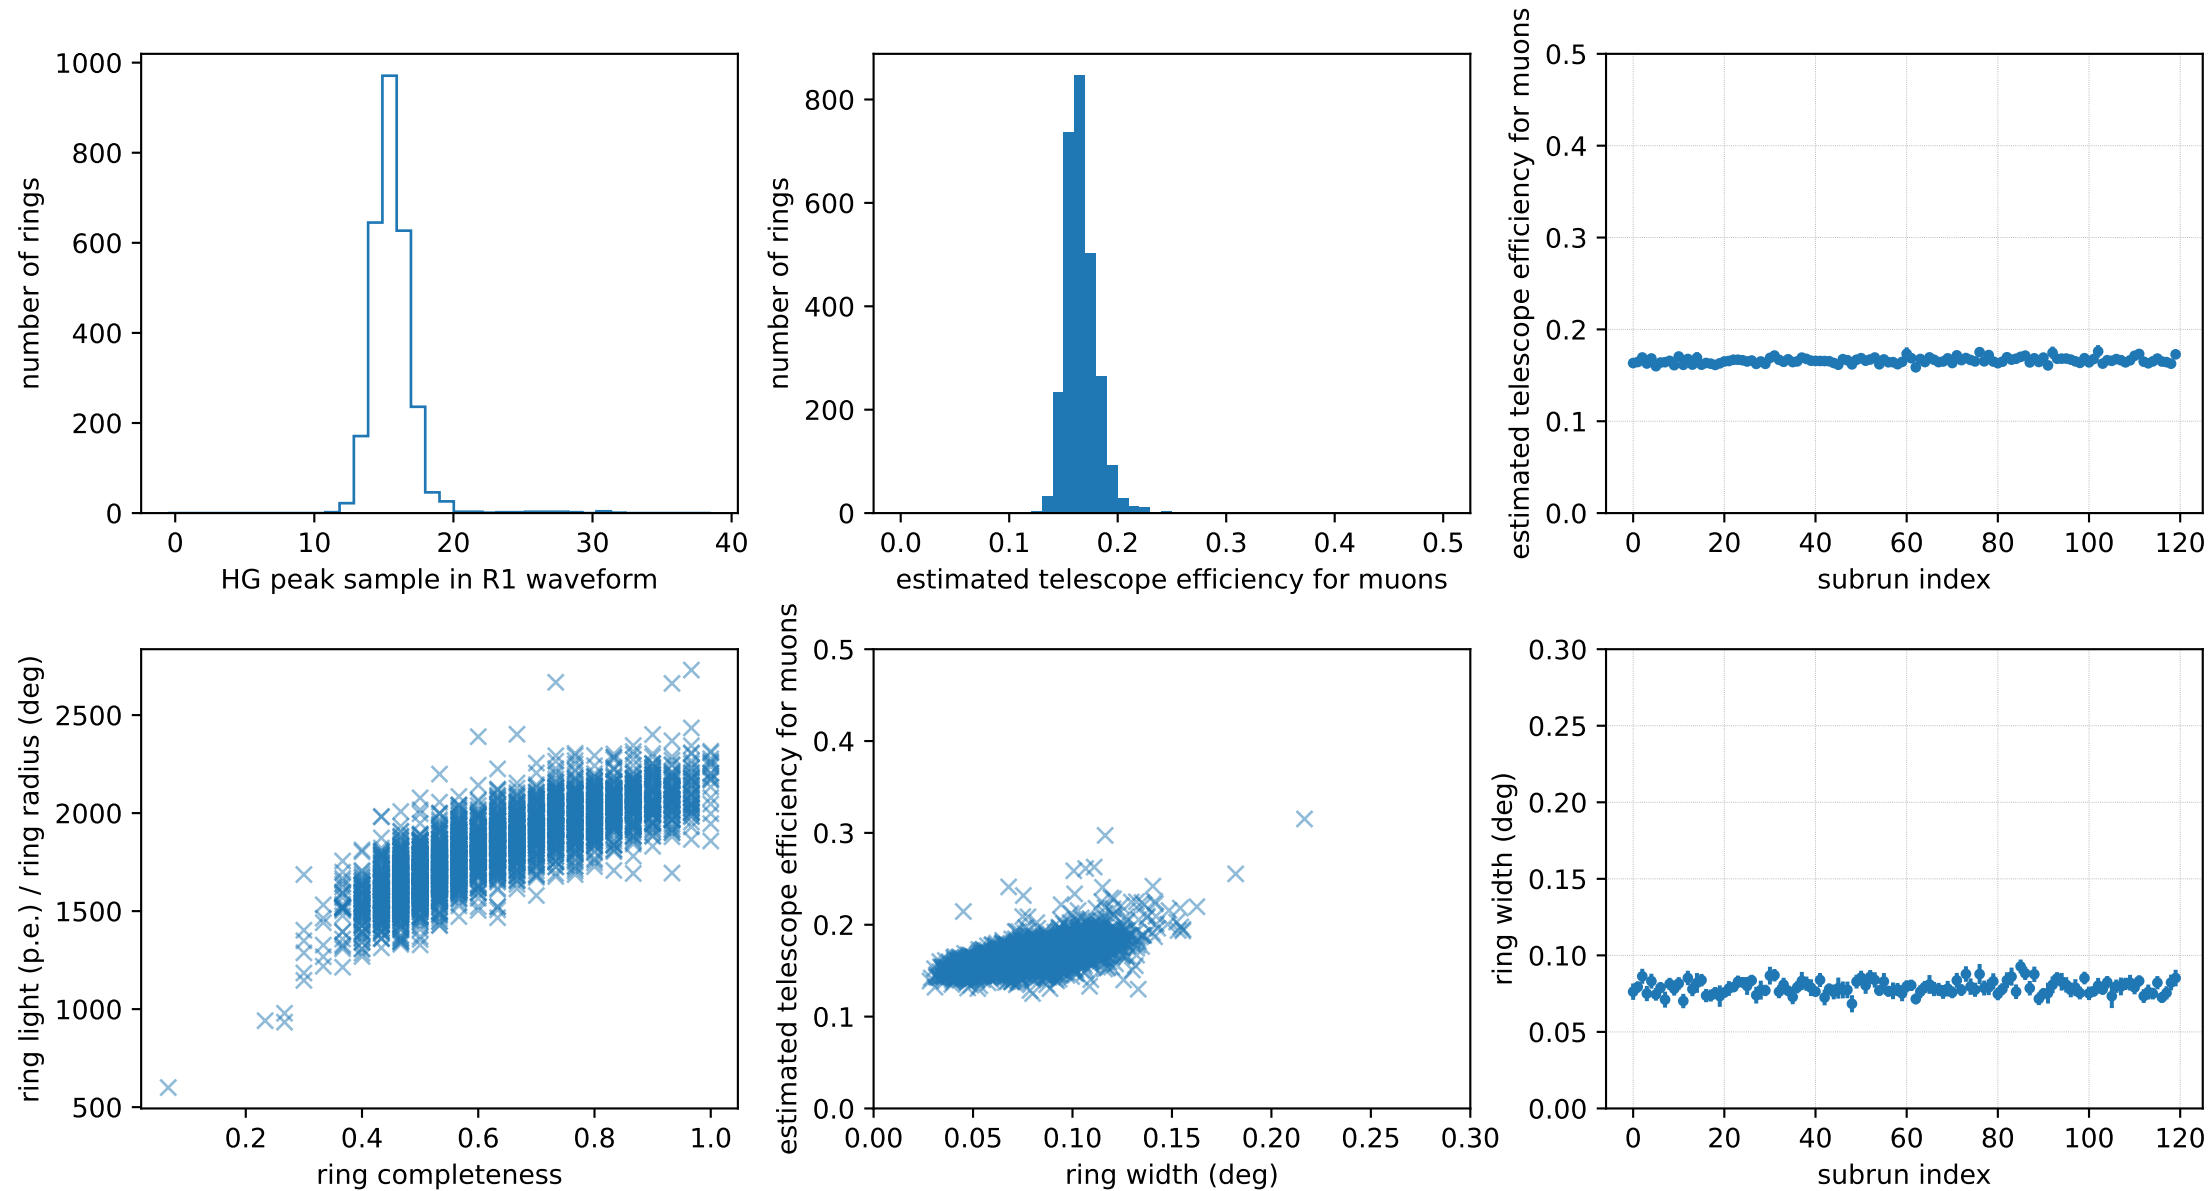 number of rings
1000
800
600
400
200
0
0 10 20 30 40
HG peak sample in R1 waveform
number of rings
800
600
400
200
0
0.0 0.1 0.2 0.3 0.4 0.5
estimated telescope efficiency for muons
estimated telescope efficiency for muons
0.5
0.4
0.3
0.2
0.1
0.0
0 20 40 60 80 100 120
subrun index
ring light (p.e.) / ring radius (deg)
2500
2000
1500
1000
500
0.2 0.4 0.6 0.8 1.0
ring completeness
estimated telescope efficiency for muons
0.5
0.4
0.3
0.2
0.1
0.0
0.00 0.05 0.10 0.15 0.20 0.25 0.30
ring width (deg)
ring width (deg)
0.30
0.25
0.20
0.15
0.10
0.05
0.00
0 20 40 60 80 100 120
subrun index